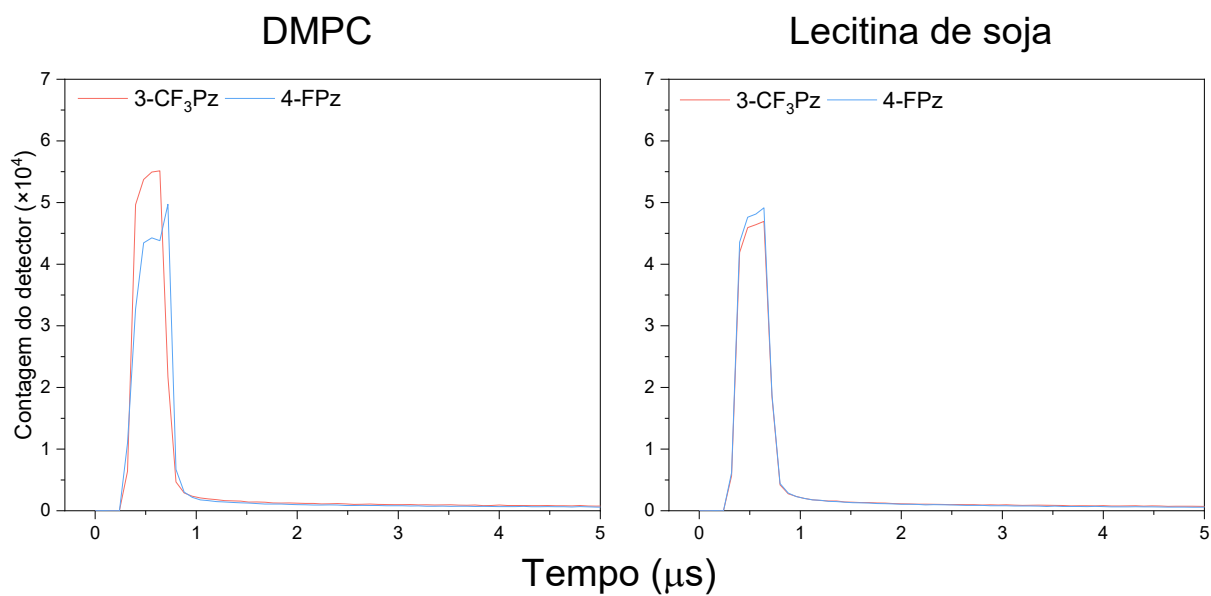 DMPC
Lecitina de soja
7
6
5
4
3
2
1
0
Contagem do detector (×10⁴)
3-CF₃Pz
4-FPz
0 1 2 3 4 5
7
6
5
4
3
2
1
0
3-CF₃Pz
4-FPz
0 1 2 3 4 5
Tempo (μs)